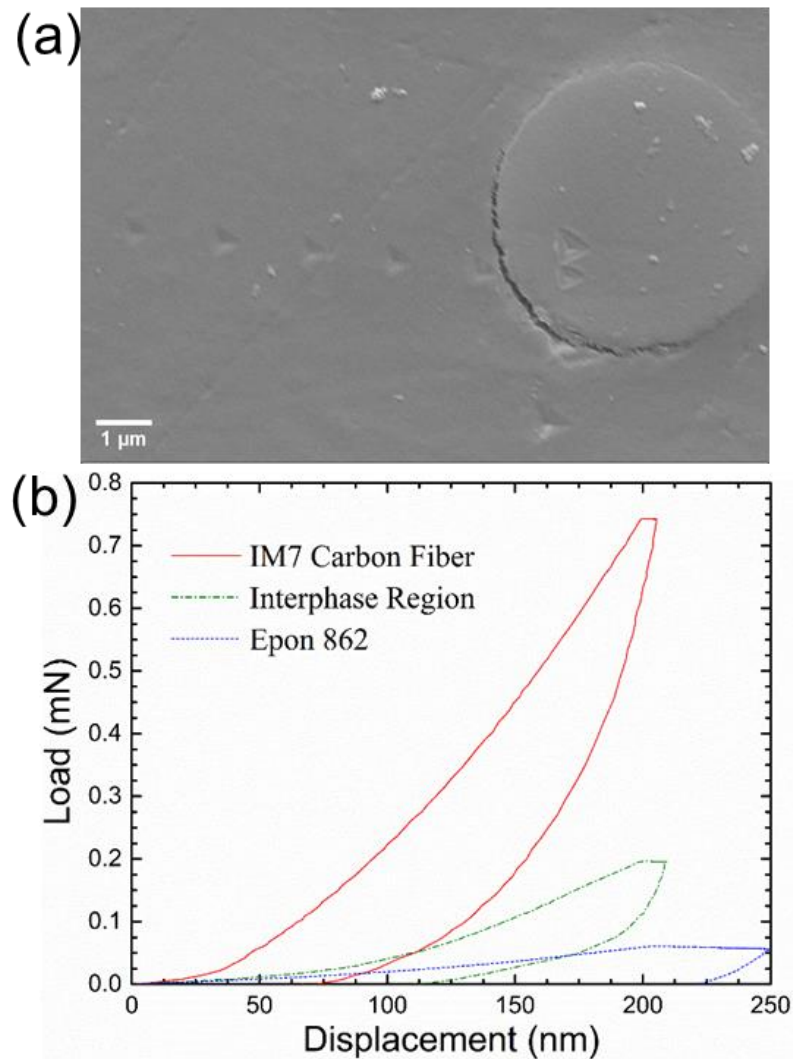 (a)
1 μm
(b)
0.8
0.7
0.6
0.5
0.4
0.3
0.2
0.1
0.0
Load (mN)
IM7 Carbon Fiber
Interphase Region
Epon 862
0 50 100 150 200 250
Displacement (nm)